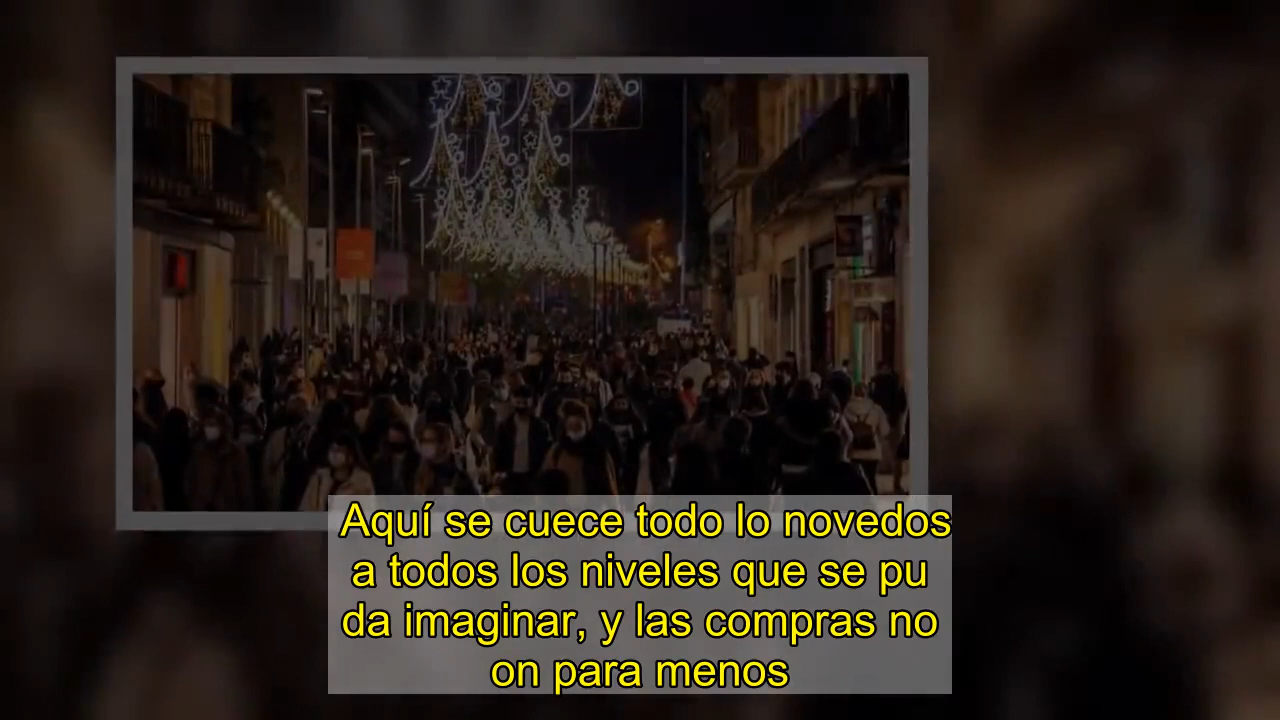 Aquí se cuece todo lo novedos
a todos los niveles que se pu
da imaginar, y las compras no
on para menos